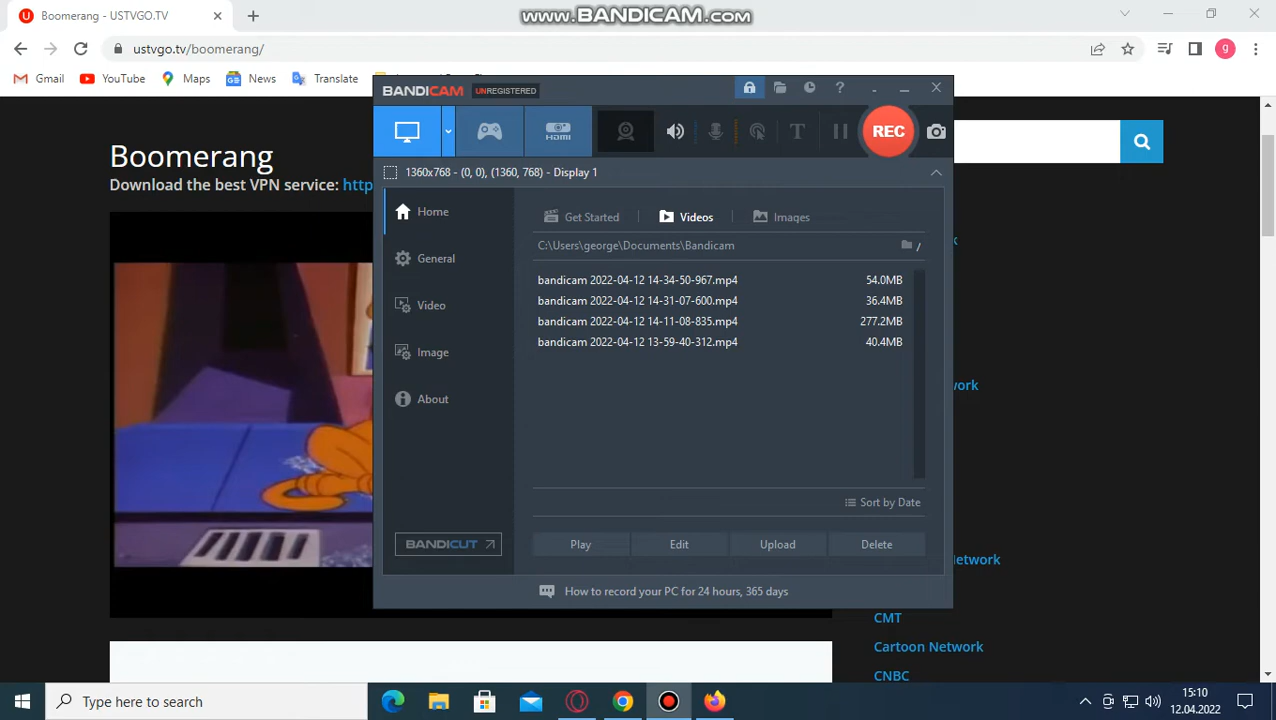 Boomerang - USTVGO.TV
www.BANDICAM.com
ustvgo.tv/boomerang/
g
Gmail
YouTube
Maps
News
Translate
BANDICAM
UNREGISTERED
HDMI
REC
1360x768 - (0, 0), (1360, 768) - Display 1
Boomerang
Download the best VPN service: http
Home
General
Video
Image
About
BANDICUT
Get Started
Videos
Images
C:\Users\george\Documents\Bandicam
/
bandicam 2022-04-12 14-34-50-967.mp4 54.0MB
bandicam 2022-04-12 14-31-07-600.mp4 36.4MB
bandicam 2022-04-12 14-11-08-835.mp4 277.2MB
bandicam 2022-04-12 13-59-40-312.mp4 40.4MB
Sort by Date
Play
Edit
Upload
Delete
How to record your PC for 24 hours, 365 days
CMT
Cartoon Network
CNBC
Type here to search
15:10
12.04.2022